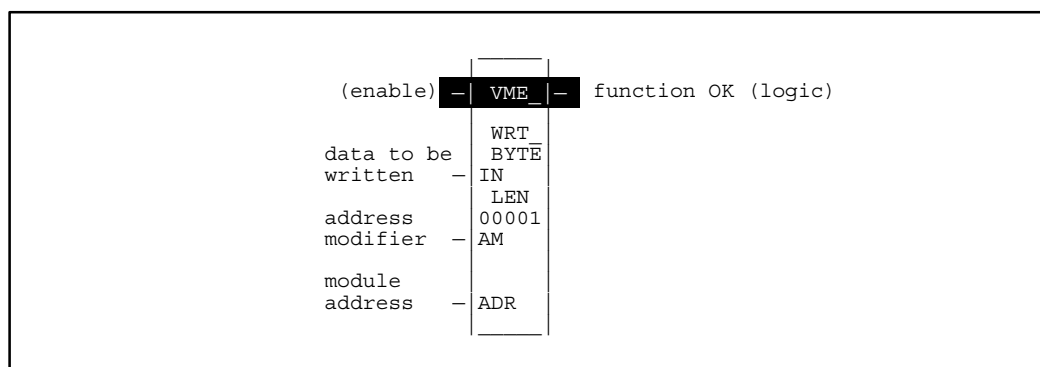 (enable) –| VME_ |– function OK (logic)
WRT_
data to be BYTE
written –IN
LEN
address 00001
modifier –AM
module
address –ADR